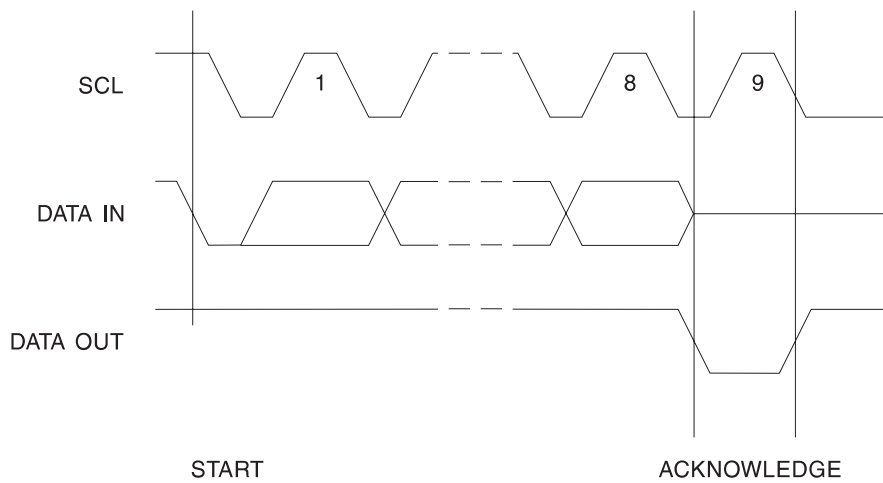 SCL
1
8
9
DATA IN
DATA OUT
START
ACKNOWLEDGE